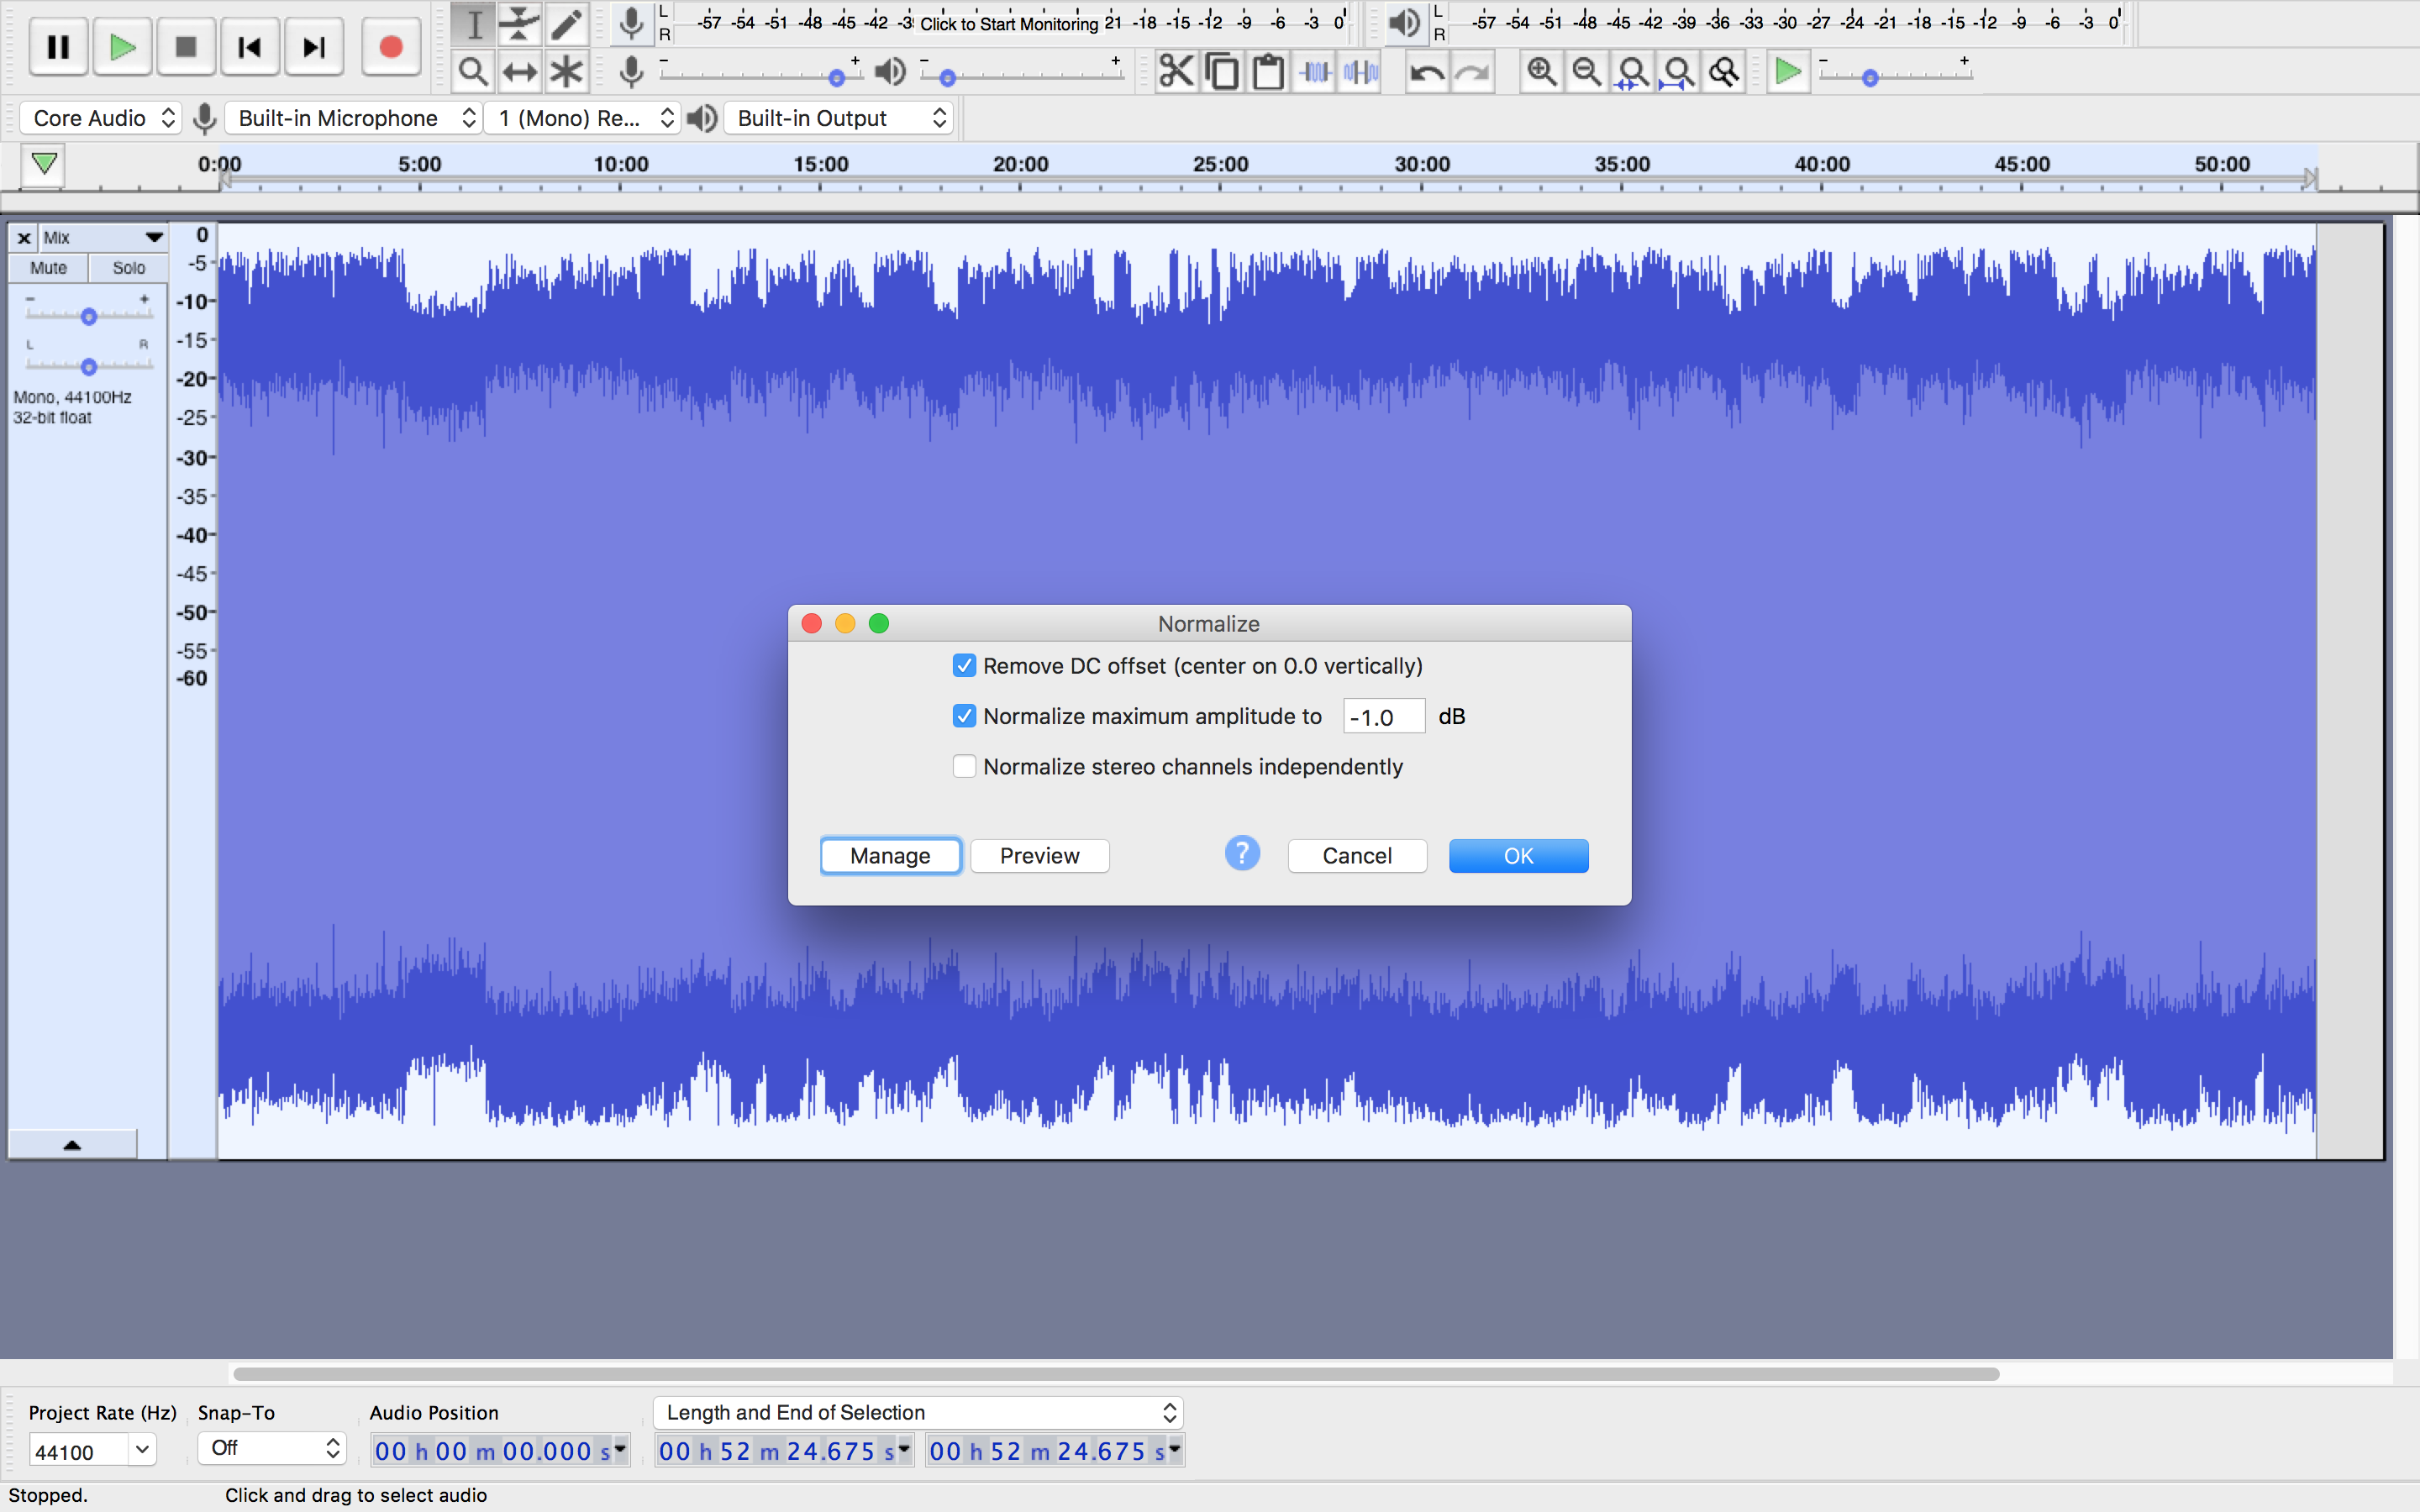 L
R
-57 -54 -51 -48 -45 -42 -3 Click to Start Monitoring 21 -18 -15 -12 -9 -6 -3 0
L
R
-57 -54 -51 -48 -45 -42 -39 -36 -33 -30 -27 -24 -21 -18 -15 -12 -9 -6 -3 0
- +
- +
- +
Core Audio
Built-in Microphone
1 (Mono) Re...
Built-in Output
0:00 5:00 10:00 15:00 20:00 25:00 30:00 35:00 40:00 45:00 50:00
x Mix
Mute Solo
- +
L R
Mono, 44100Hz
32-bit float
0
-5
-10
-15
-20
-25
-30
-35
-40
-45
-50
-55
-60
Normalize
Remove DC offset (center on 0.0 vertically)
Normalize maximum amplitude to -1.0 dB
Normalize stereo channels independently
Manage Preview ? Cancel OK
Project Rate (Hz) Snap-To Audio Position Length and End of Selection
44100 Off 00 h 00 m 00.000 s 00 h 52 m 24.675 s 00 h 52 m 24.675 s
Stopped. Click and drag to select audio